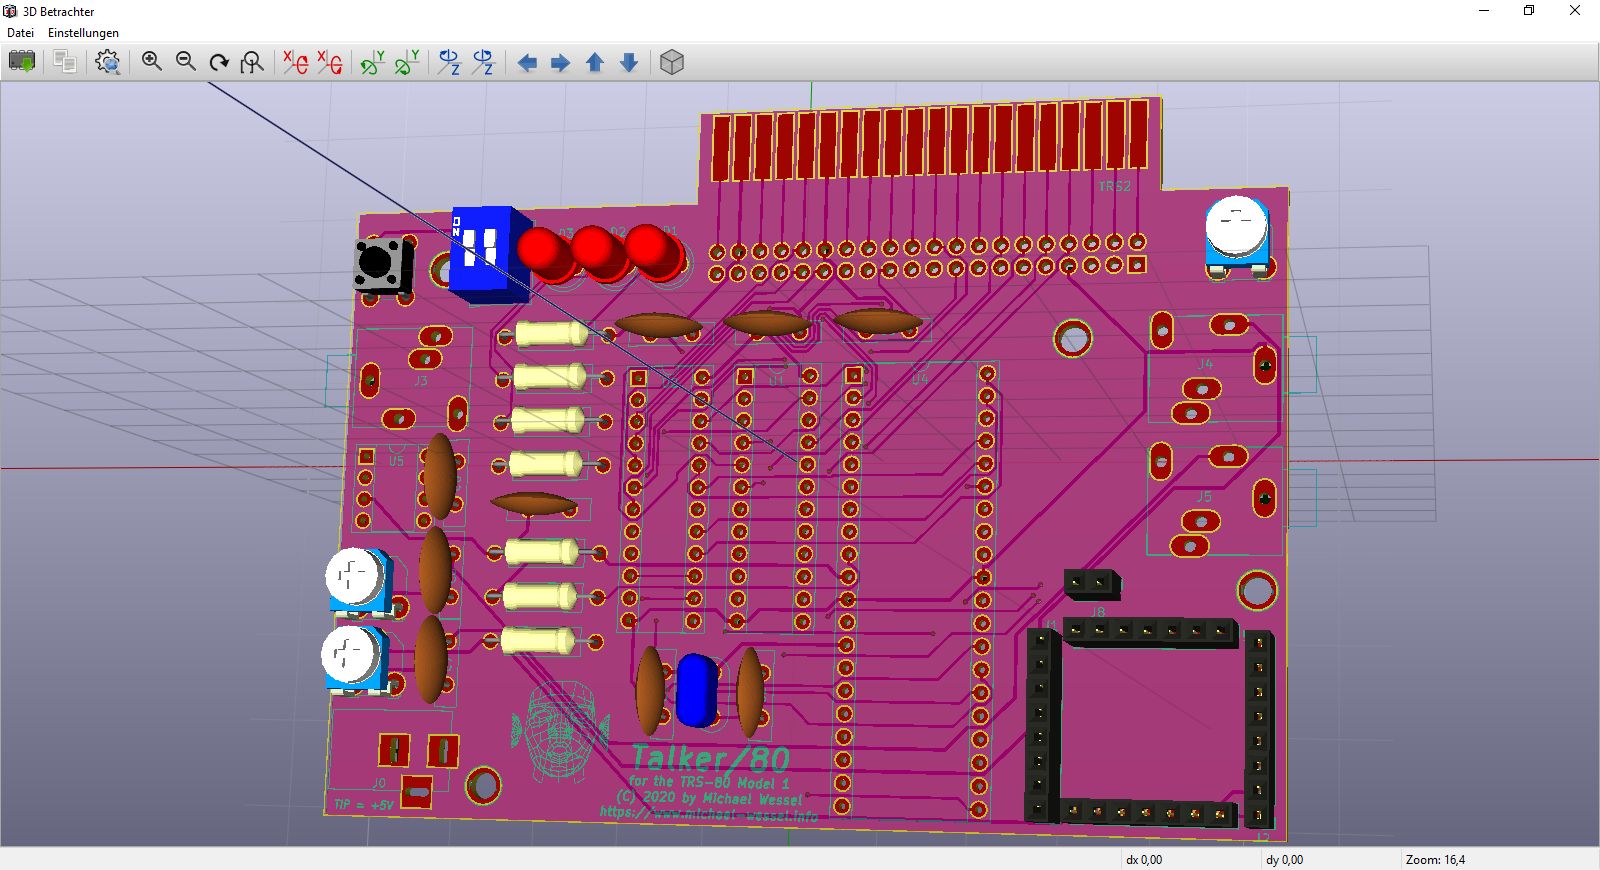 3D Betrachter
Datei Einstellungen
X X Y Y Z Z
TRS2
ON
D3 D2 D1
J3
U1
U4
J4
U5
J5
J8
J1
Talker/80
for the TRS-80 Model 1
(C) 2020 by Michael Wessel
https://www.michael-wessel.info
J0
TIP = +5V
J2
dx 0,00 dy 0,00 Zoom: 16,4